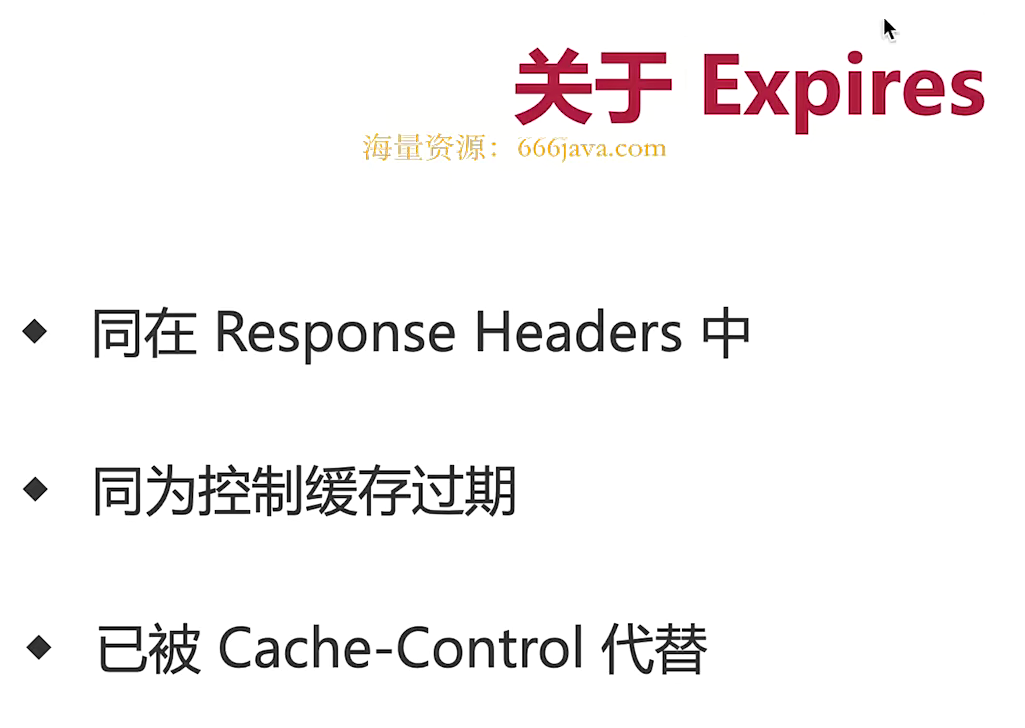 关于 Expires
海量资源：666java.com
同在 Response Headers 中
同为控制缓存过期
已被 Cache-Control 代替